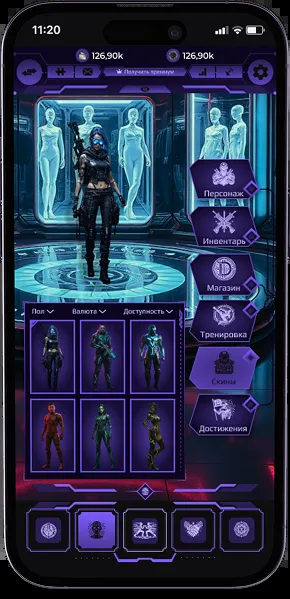 11:20
126,90k
126,90k
Получить премиум
Персонаж
Инвентарь
Магазин
Пол
Валюта
Доступность
Тренировка
Скины
Достижения